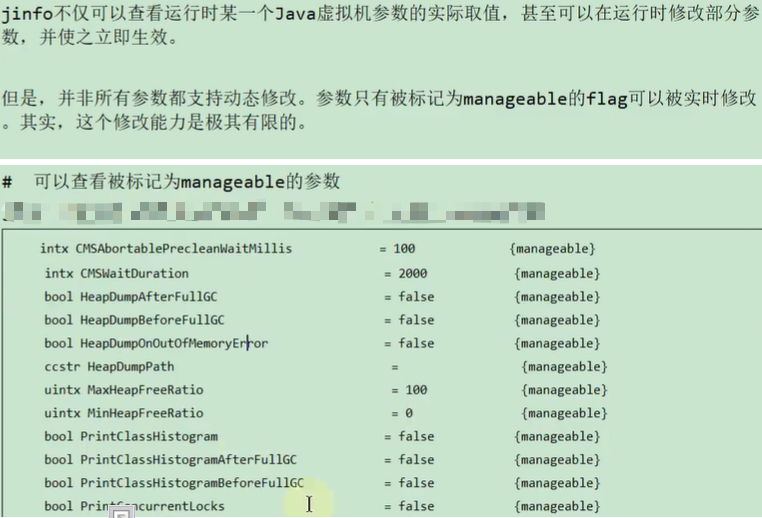 jinfo不仅可以查看运行时某一个Java虚拟机参数的实际取值，甚至可以在运行时修改部分参
数，并使之立即生效。
但是，并非所有参数都支持动态修改。参数只有被标记为manageable的flag可以被实时修改
。其实，这个修改能力是极其有限的。
# 可以查看被标记为manageable的参数
intx CMSAbortablePrecleanWaitMillis = 100 {manageable}
intx CMSWaitDuration = 2000 {manageable}
bool HeapDumpAfterFullGC = false {manageable}
bool HeapDumpBeforeFullGC = false {manageable}
bool HeapDumpOnOutOfMemoryError = false {manageable}
ccstr HeapDumpPath = {manageable}
uintx MaxHeapFreeRatio = 100 {manageable}
uintx MinHeapFreeRatio = 0 {manageable}
bool PrintClassHistogram = false {manageable}
bool PrintClassHistogramAfterFullGC = false {manageable}
bool PrintClassHistogramBeforeFullGC = false {manageable}
bool PrintConcurrentLocks = false {manageable}